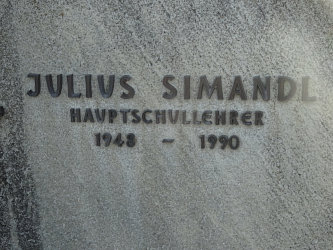 JULIUS SIMANDL
HAUPTSCHULLEHRER
1948 – 1990